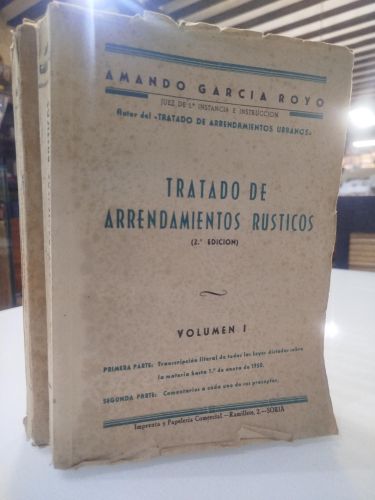 AMANDO GARCIA ROYO
JUEZ DE 1.ª INSTANCIA E INSTRUCCION
Autor del «TRATADO DE ARRENDAMIENTOS URBANOS»
TRATADO DE
ARRENDAMIENTOS RUSTICOS
(2.ª EDICION)
VOLUMEN I
PRIMERA PARTE: Transcripción literal de todas las leyes dictadas sobre
la materia hasta 1.º de enero de 1950.
SEGUNDA PARTE: Comentarios a cada uno de sus preceptos.
Imprenta y Papelería Comercial.—Ramillete, 2.—SORIA